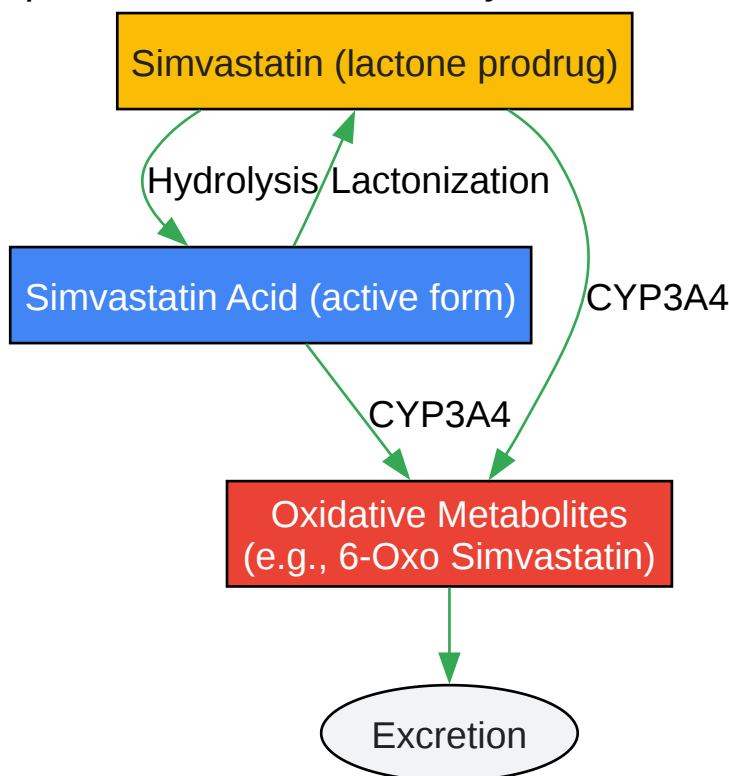 Simvastatin (lactone prodrug)
Hydrolysis
Lactonization
Simvastatin Acid (active form)
CYP3A4
CYP3A4
Oxidative Metabolites
(e.g., 6-Oxo Simvastatin)
Excretion